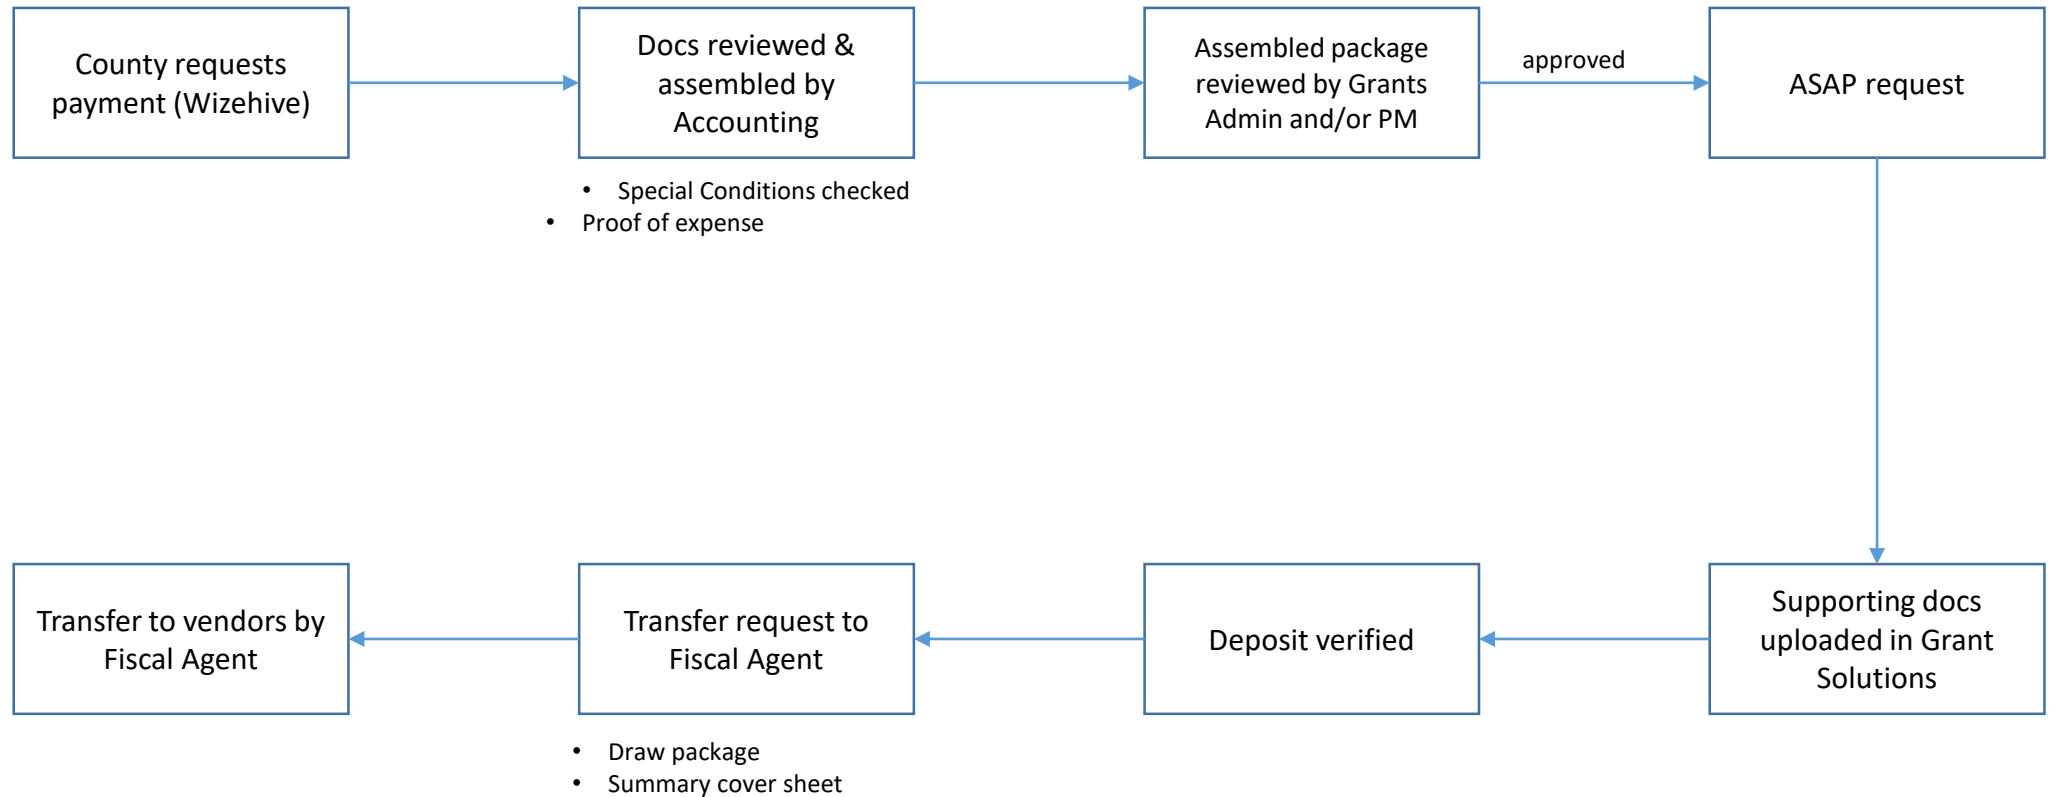 County requests
payment (Wizehive)
Docs reviewed &
assembled by
Accounting
Assembled package
reviewed by Grants
Admin and/or PM
approved
ASAP request
• Special Conditions checked
• Proof of expense
Transfer to vendors by
Fiscal Agent
Transfer request to
Fiscal Agent
Deposit verified
Supporting docs
uploaded in Grant
Solutions
• Draw package
• Summary cover sheet